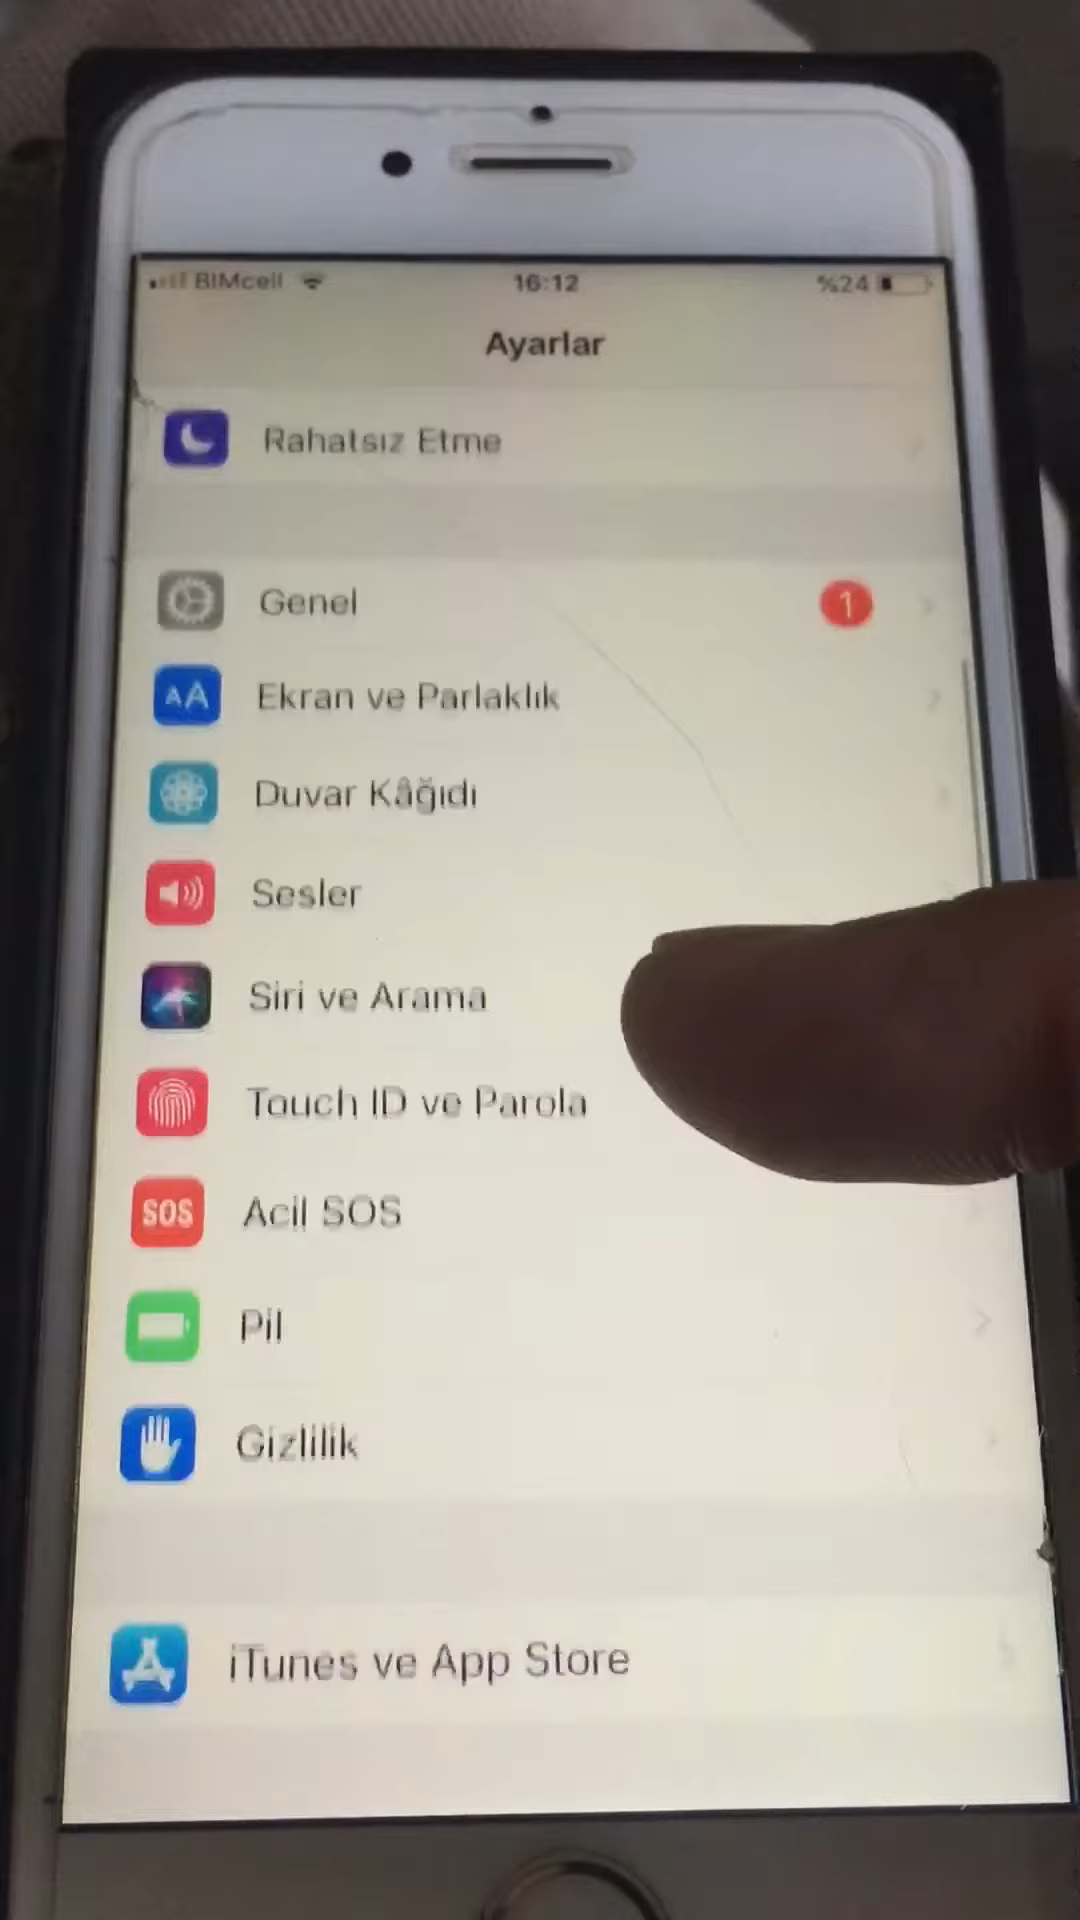 BIMcell 16:12 %24
Ayarlar
Rahatsız Etme
Genel 1
AA Ekran ve Parlaklık
Duvar Kâğıdı
Sesler
Siri ve Arama
Touch ID ve Parola
SOS Acil SOS
Pil
Gizlilik
iTunes ve App Store